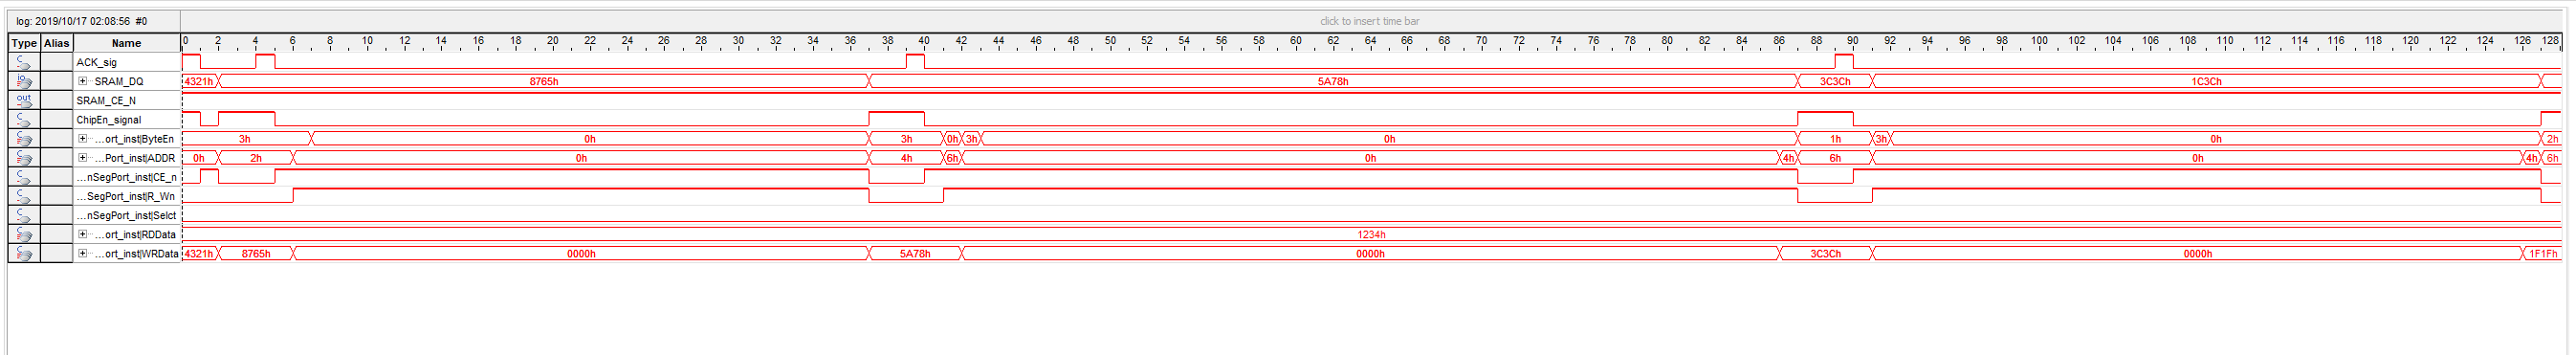 log: 2019/10/17 02:08:56 #0 click to insert time bar
Type Alias Name 0 2 4 6 8 10 12 14 16 18 20 22 24 26 28 30 32 34 36 38 40 42 44 46 48 50 52 54 56 58 60 62 64 66 68 70 72 74 76 78 80 82 84 86 88 90 92 94 96 98 100 102 104 106 108 110 112 114 116 118 120 122 124 126 128
ACK_sig
io SRAM_DQ 4321h 8765h 5A78h 3C3Ch 1C3Ch
out SRAM_CE_N
ChipEn_signal
...ort_inst|ByteEn 3h 0h 3h 0h 3h 0h 1h 3h 0h 2h
...Port_inst|ADDR 0h 2h 0h 4h 6h 0h 4h 6h 0h 4h 6h
...nSegPort_inst|CE_n
...SegPort_inst|R_Wn
...nSegPort_inst|Selct
...ort_inst|RDData 1234h
...ort_inst|WRData 4321h 8765h 0000h 5A78h 0000h 3C3Ch 0000h 1F1Fh